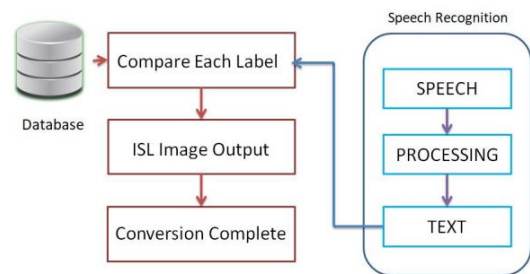 Speech Recognition
Compare Each Label
SPEECH
Database
ISL Image Output
PROCESSING
Conversion Complete
TEXT